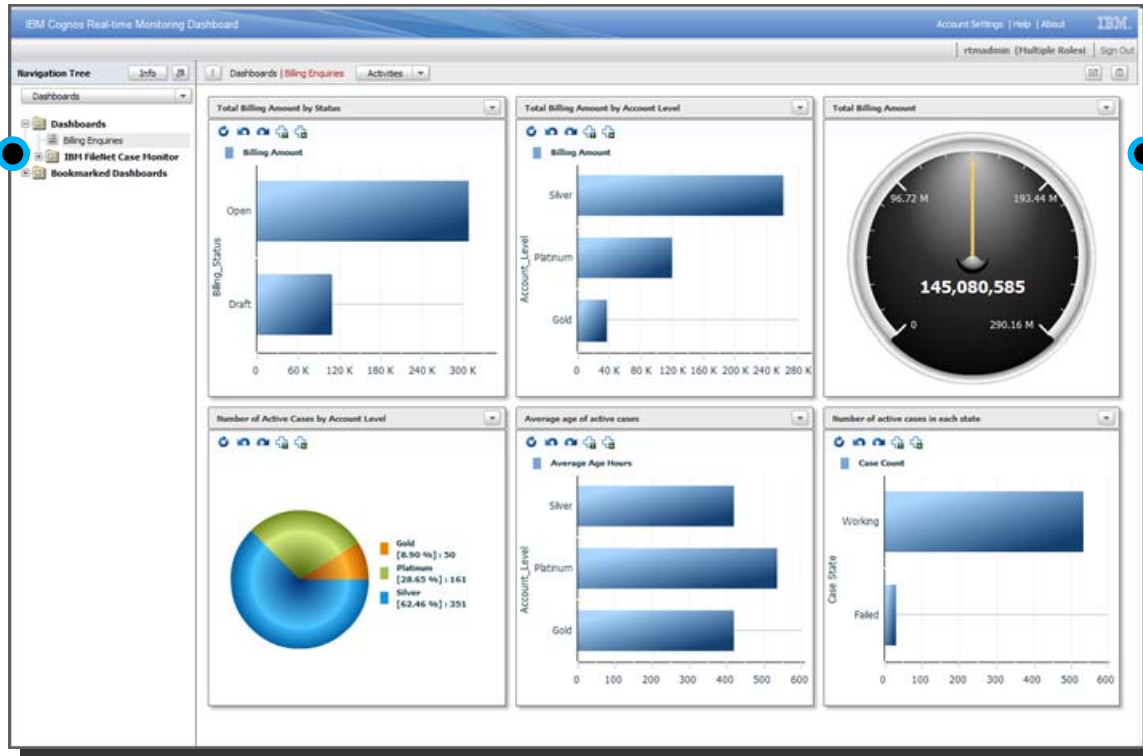 IBM Cognos Real-time Monitoring Dashboard
Account Settings | Help | About
IBM.
rtmadmin (Multiple Roles) | Sign Out
Navigation Tree
Info
! Dashboards | Billing Enquiries
Activities
Dashboards
Dashboards
Billing Enquiries
IBM FileNet Case Monitor
Bookmarked Dashboards
Total Billing Amount by Status
Billing Amount
Billing_Status
Open
Draft
0 60 K 120 K 180 K 240 K 300 K
Total Billing Amount by Account Level
Billing Amount
Account_Level
Silver
Platinum
Gold
0 40 K 80 K 120 K 160 K 200 K 240 K 280 K
Total Billing Amount
96.72 M
193.44 M
145,080,585
0
290.16 M
Number of Active Cases by Account Level
Gold
[8.90 %] : 50
Platinum
[28.65 %] : 161
Silver
[62.46 %] : 351
Average age of active cases
Average Age Hours
Account_Level
Silver
Platinum
Gold
0 100 200 300 400 500 600
Number of active cases in each state
Case Count
Case State
Working
Failed
0 100 200 300 400 500 600